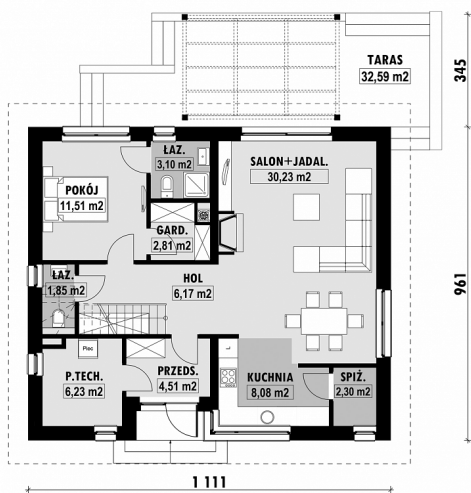 TARAS
32,59 m2
345
ŁAZ.
3,10 m2
SALON+JADAL.
30,23 m2
POKÓJ
11,51 m2
GARD.
2,81 m2
ŁAZ.
1,85 m2
HOL
6,17 m2
961
Piec
P.TECH.
6,23 m2
PRZEDS.
4,51 m2
L
KUCHNIA
8,08 m2
SPIŻ.
2,30 m2
1 111